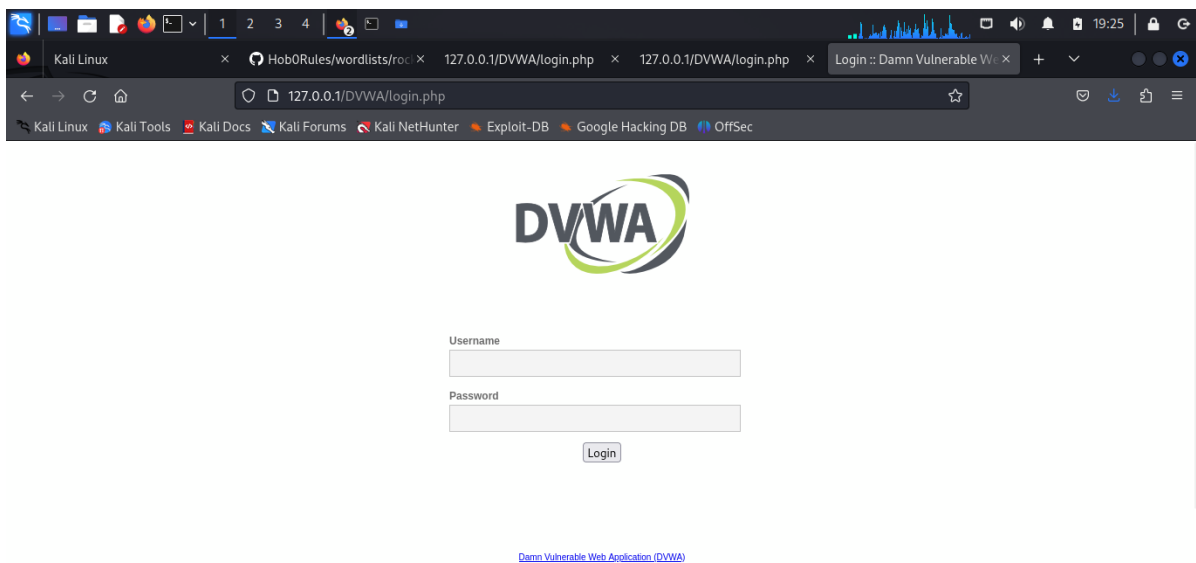 1 2 3 4 2 19:25
Kali Linux Hob0Rules/wordlists/roc 127.0.0.1/DVWA/login.php 127.0.0.1/DVWA/login.php Login :: Damn Vulnerable We
127.0.0.1/DVWA/login.php
Kali Linux Kali Tools Kali Docs Kali Forums Kali NetHunter Exploit-DB Google Hacking DB OffSec
DVWA
Username
Password
Login
Damn Vulnerable Web Application (DVWA)